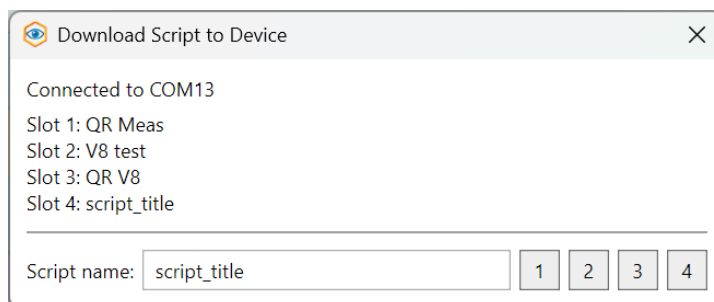 Download Script to Device
Connected to COM13
Slot 1: QR Meas
Slot 2: V8 test
Slot 3: QR V8
Slot 4: script_title
Script name: script_title 1 2 3 4